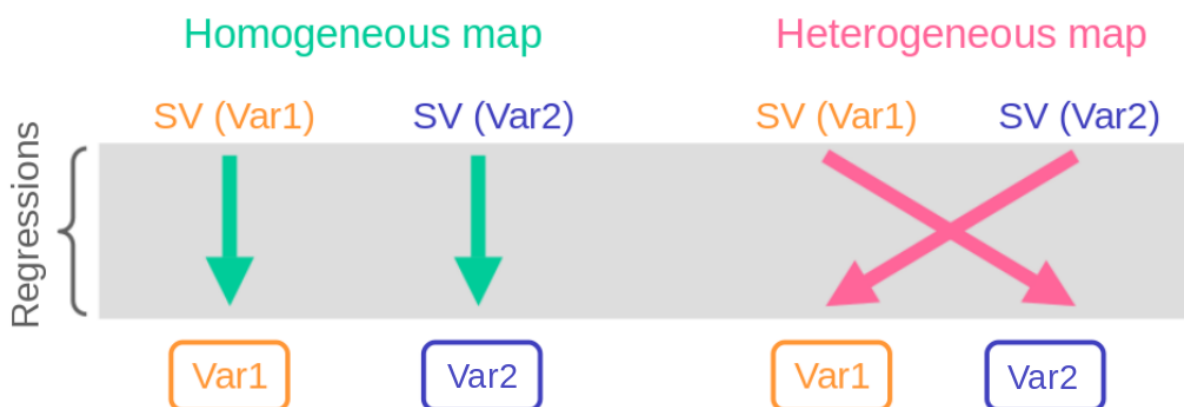 Homogeneous map
Heterogeneous map
SV (Var1)
SV (Var2)
SV (Var1)
SV (Var2)
Regressions
Var1
Var2
Var1
Var2